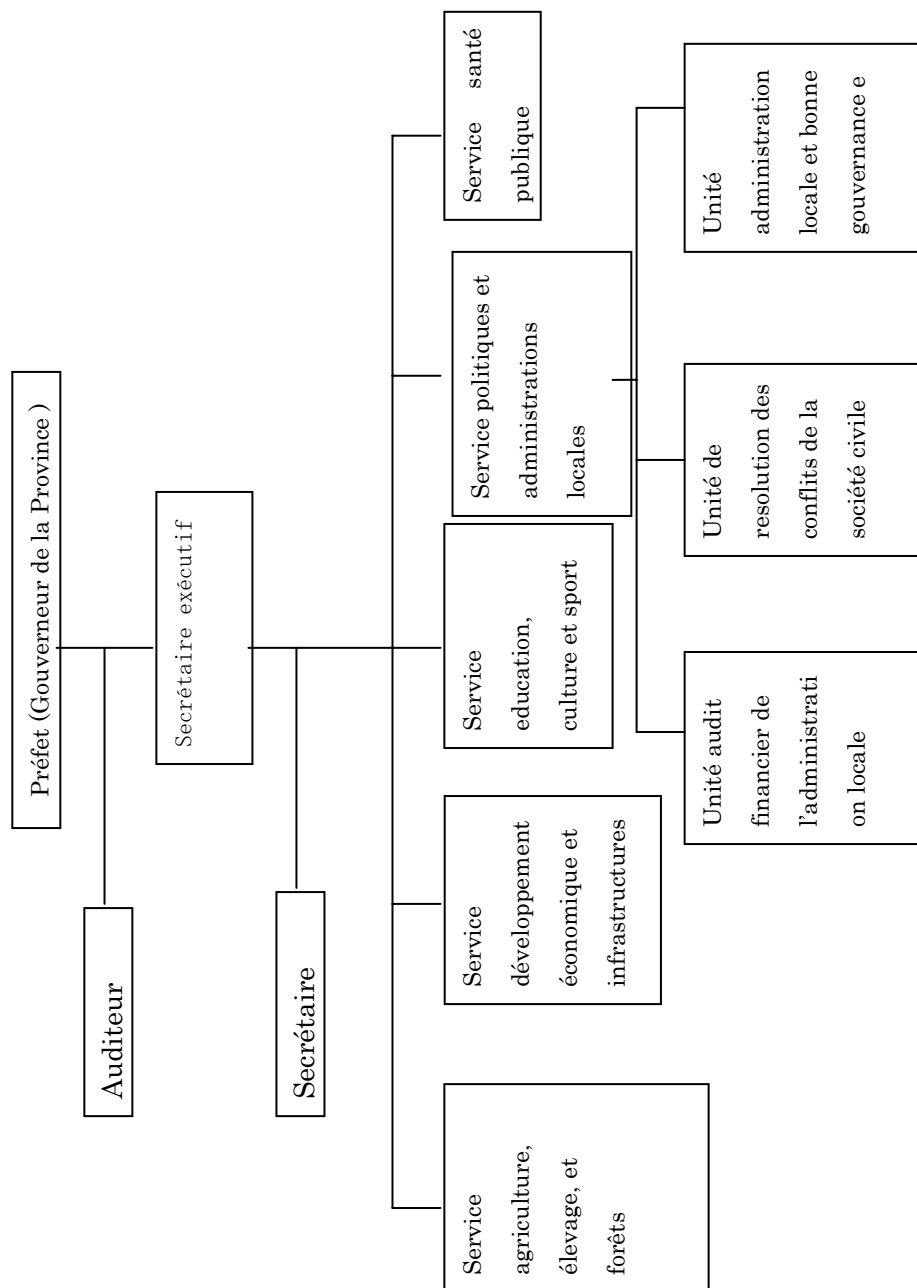 Préfet (Gouverneur de la Province )
Auditeur
Secrétaire exécutif
Secrétaire
Service
agriculture,
élevage, et
forêts
Service
développement
économique et
infrastructures
Service
education,
culture et sport
Service politiques et
administrations
locales
Service santé
publique
Unité audit
financier de
l'administrati
on locale
Unité de
resolution des
conflits de la
société civile
Unité
administration
locale et bonne
gouvernance e